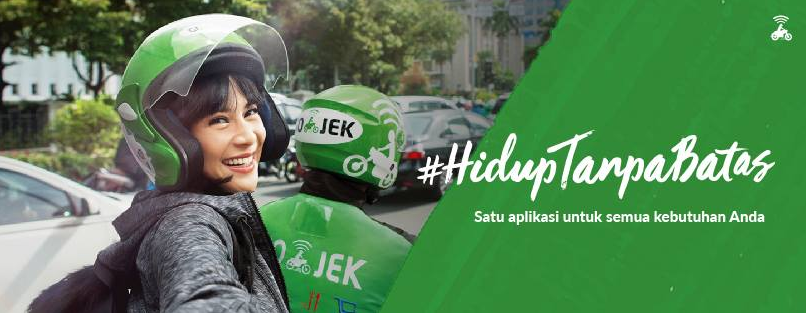 O JEK
O JEK
#HidupTanpaBatas
Satu aplikasi untuk semua kebutuhan Anda